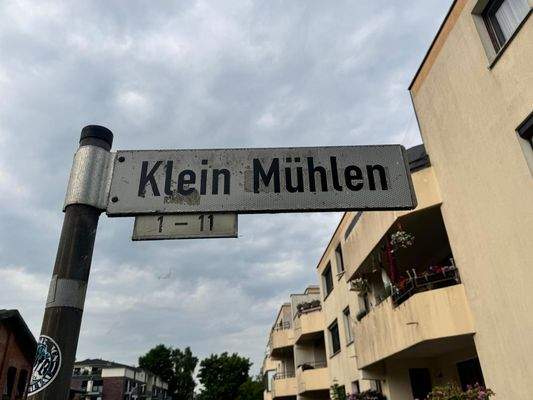 Klein Mühlen
1 – 11